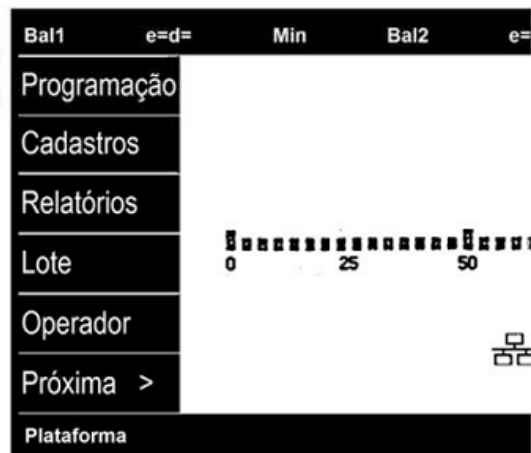 Bal1 e=d= Min Bal2 e=
Programação
Cadastros
Relatórios
Lote
Operador
Próxima >
0 25 50
Plataforma